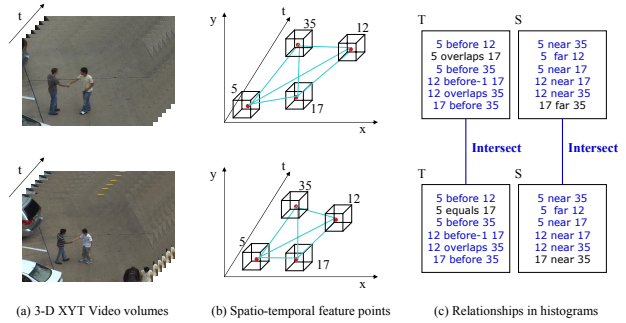 t
y
35
12
5
17
t
x
T
S
5 before 12
5 overlaps 17
5 before 35
12 before-1 17
12 overlaps 35
17 before 35
5 near 35
5 far 12
5 near 17
12 near 17
12 near 35
17 far 35
Intersect
Intersect
t
y
35
12
5
17
t
x
T
S
5 before 12
5 equals 17
5 before 35
12 before-1 17
12 overlaps 35
17 before 35
5 near 35
5 far 12
5 near 17
12 near 17
12 near 35
17 near 35
(a) 3-D XYT Video volumes
(b) Spatio-temporal feature points
(c) Relationships in histograms